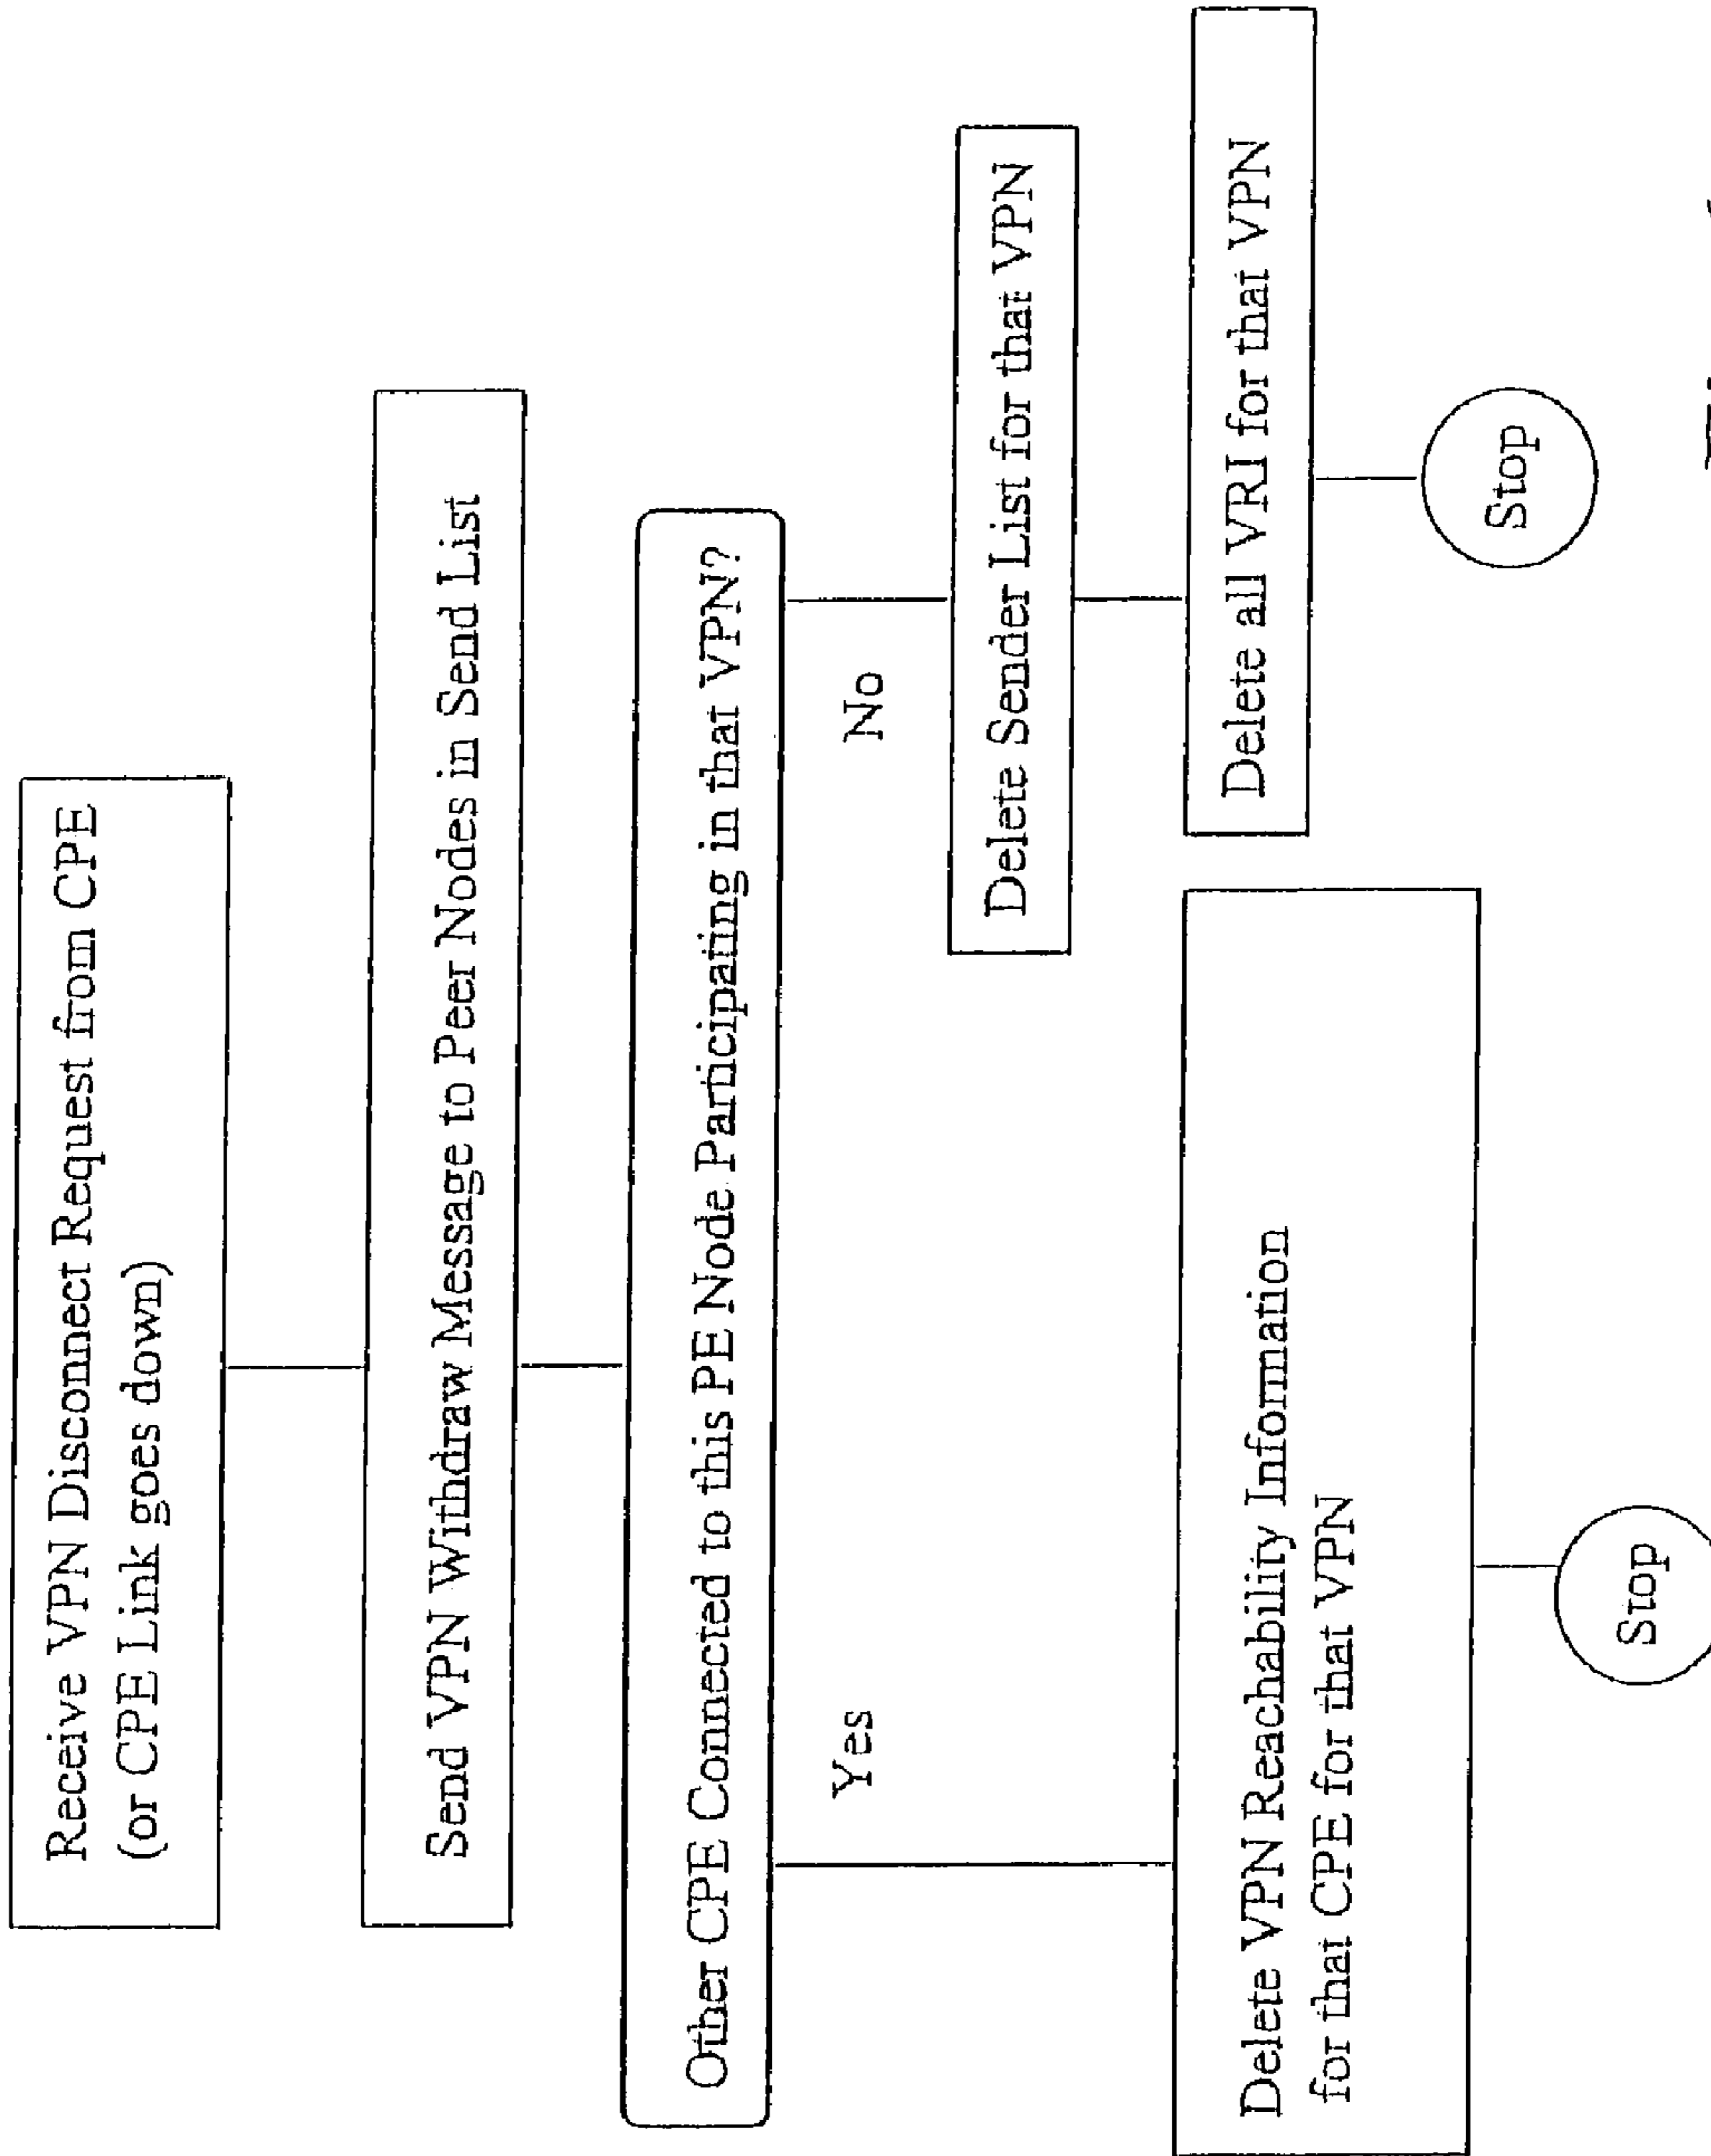 Receive VPN Disconnect Request from CPE
(or CPE Link goes down)
Send VPN Withdraw Message to Peer Nodes in Send List
Other CPE Connected to this PE Node Participating in that VPN?
Yes
No
Delete VPN Reachability Information
for that CPE for that VPN
Stop
Delete Sender List for that VPN
Delete all VRI for that VPN
Stop